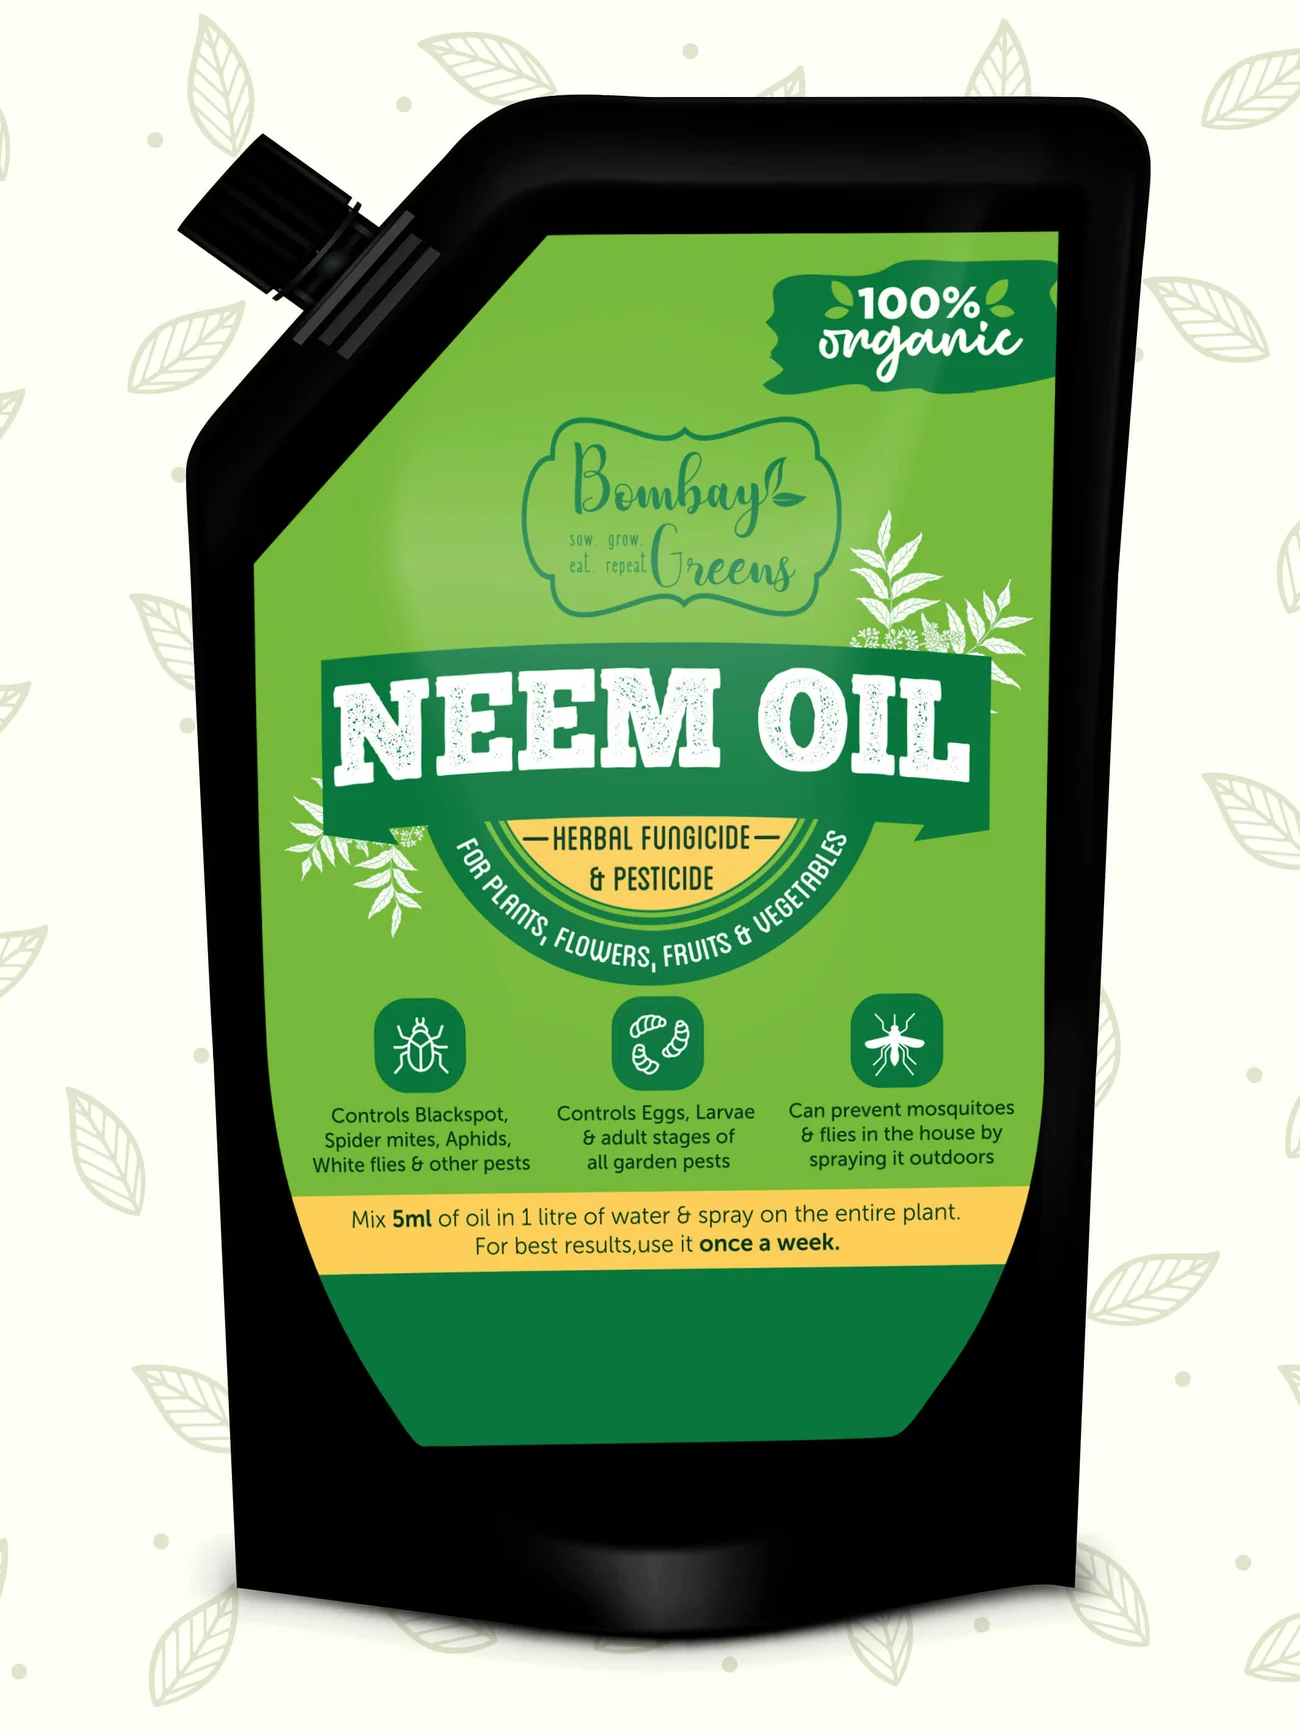 100%
organic
Bombay
sow. grow.
eat. repeat
Greens
NEEM OIL
HERBAL FUNGICIDE
& PESTICIDE
FOR PLANTS, FLOWERS, FRUITS & VEGETABLES
Controls Blackspot,
Spider mites, Aphids,
White flies & other pests
Controls Eggs, Larvae
& adult stages of
all garden pests
Can prevent mosquitoes
& flies in the house by
spraying it outdoors
Mix 5ml of oil in 1 litre of water & spray on the entire plant.
For best results,use it once a week.